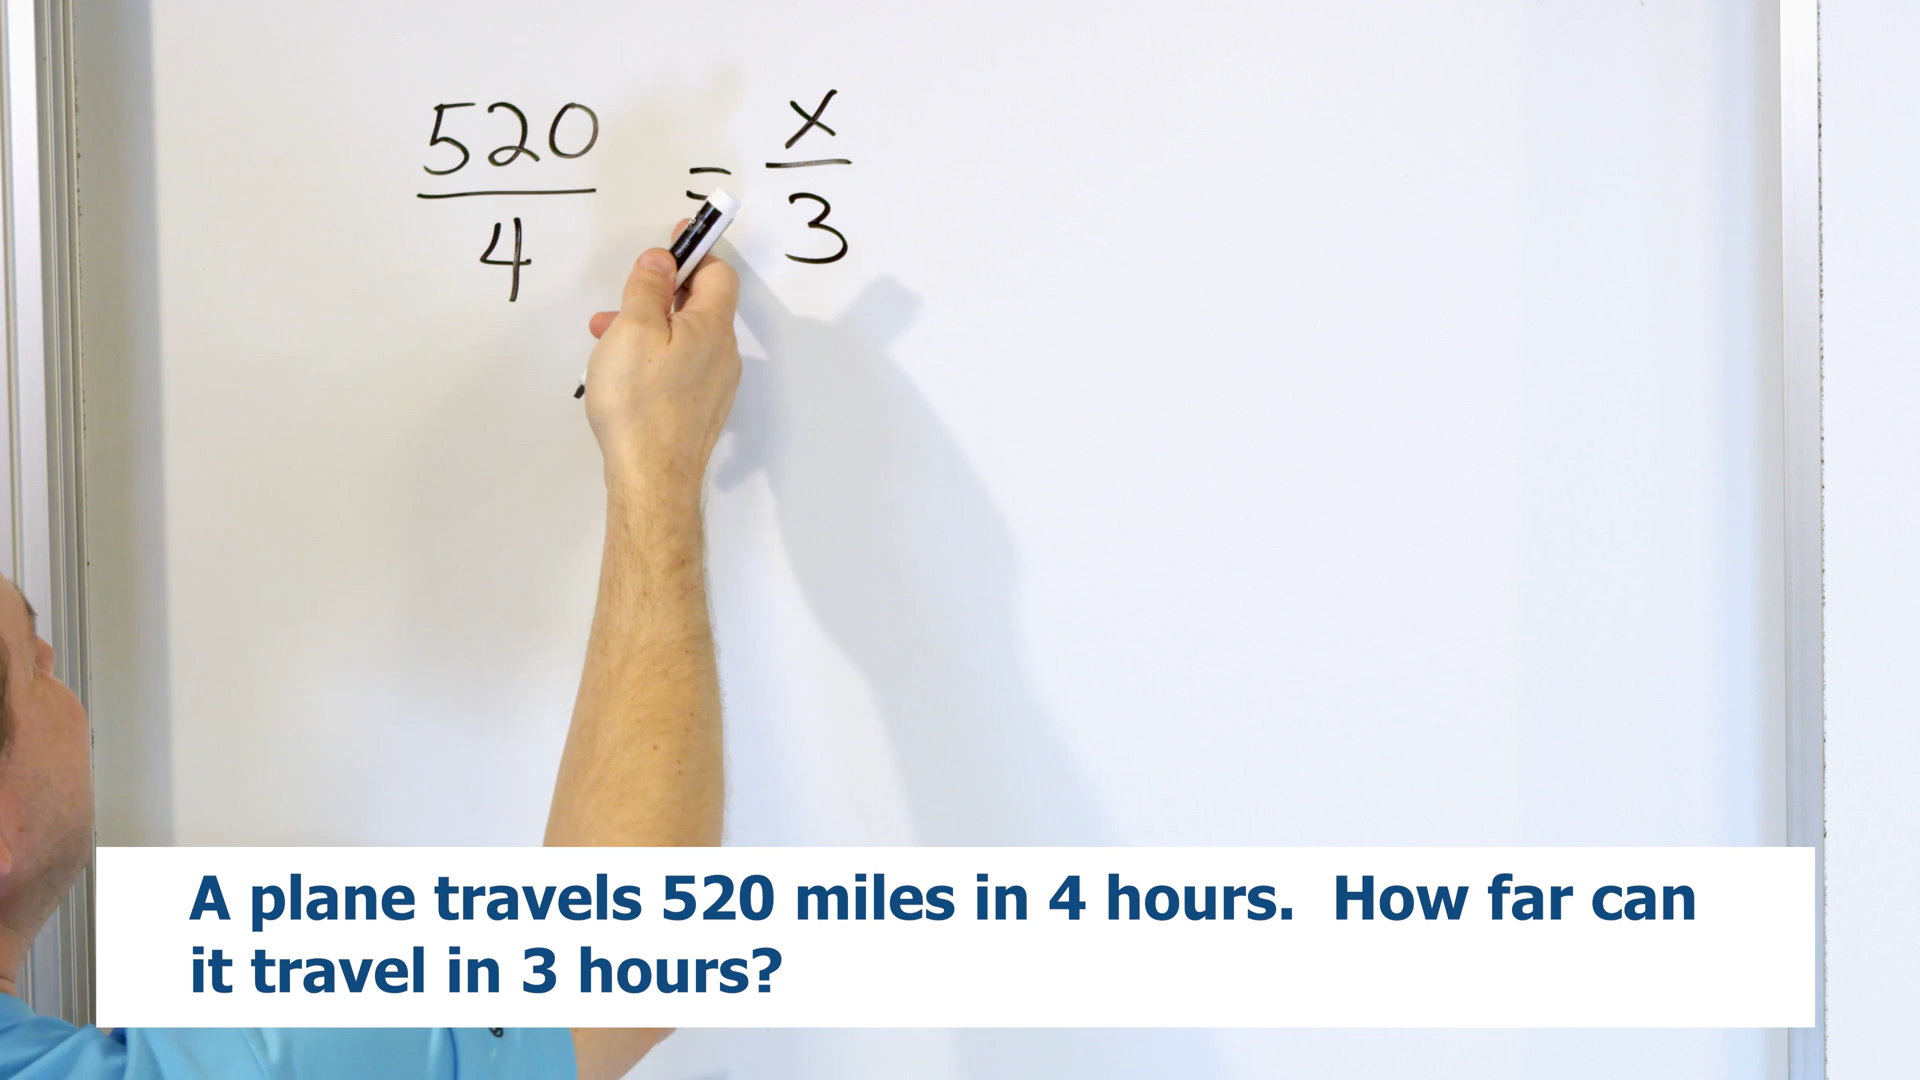 520 = x
4 3
A plane travels 520 miles in 4 hours. How far can
it travel in 3 hours?